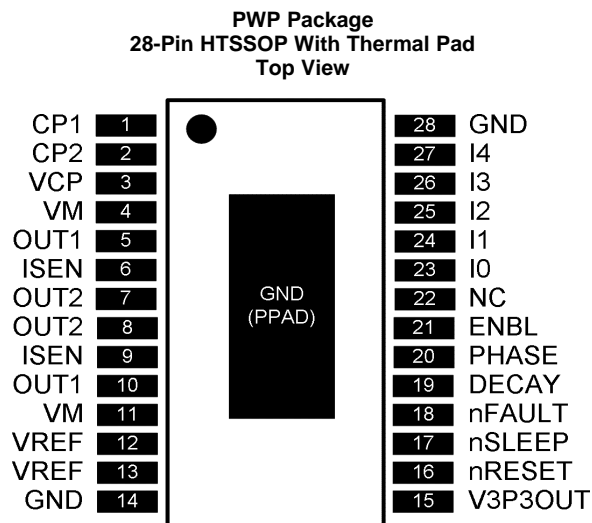 PWP Package
28-Pin HTSSOP With Thermal Pad
Top View
CP1 1 28 GND
CP2 2 27 I4
VCP 3 26 I3
VM 4 25 I2
OUT1 5 24 I1
ISEN 6 23 I0
OUT2 7 GND 22 NC
OUT2 8 (PPAD) 21 ENBL
ISEN 9 20 PHASE
OUT1 10 19 DECAY
VM 11 18 nFAULT
VREF 12 17 nSLEEP
VREF 13 16 nRESET
GND 14 15 V3P3OUT